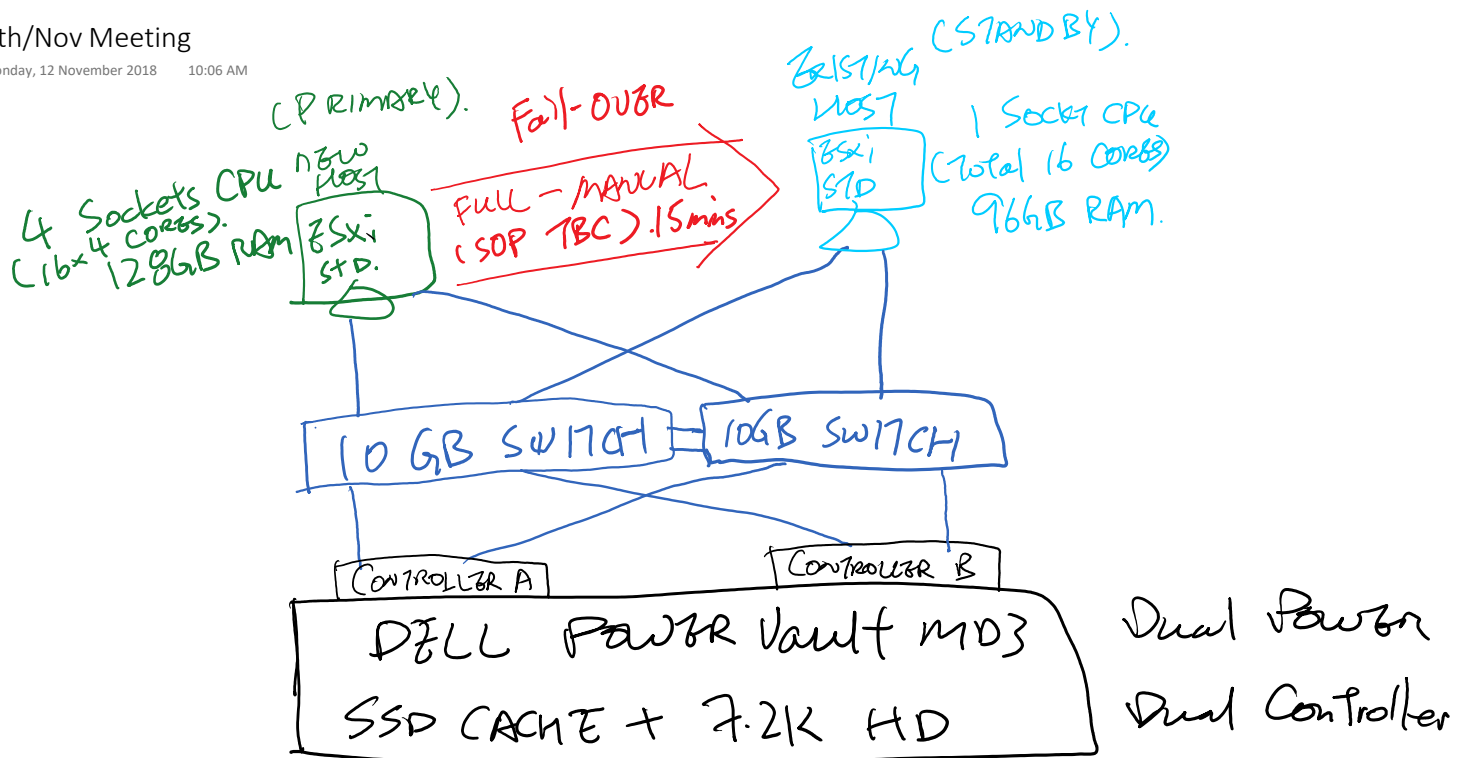 th/Nov Meeting
onday, 12 November 2018 10:06 AM
(PRIMARY).
NEW
HOST
4 Sockets CPU
(16x4 CORES).
128GB RAM
ESXi
STD.
Fail-OVER
FULL - MANUAL
(SOP TBC). 15mins
(STANDBY).
EXISTING
HOST
ESXi
STD
1 Socket CPU
(Total 16 CORES)
96GB RAM.
10 GB SWITCH
10GB SWITCH
CONTROLLER A
CONTROLLER B
DELL POWER Vault MD3
SSD CACHE + 7.2K HD
Dual Power
Dual Controller